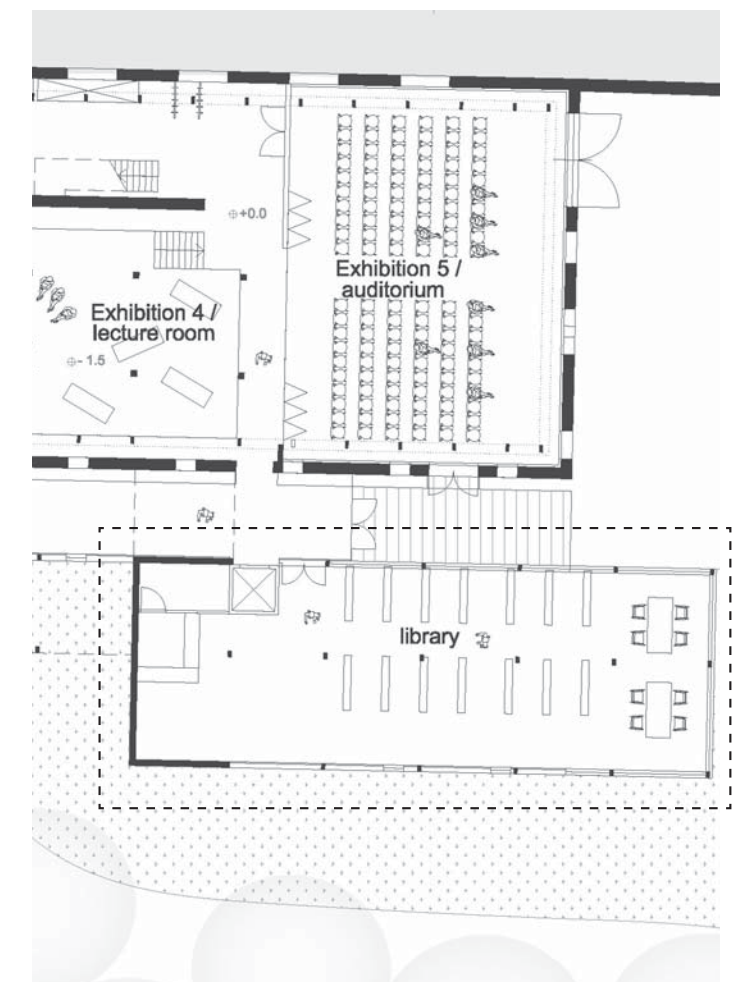 +0.0
Exhibition 5 /
auditorium
Exhibition 4 /
lecture room
- 1.5
library